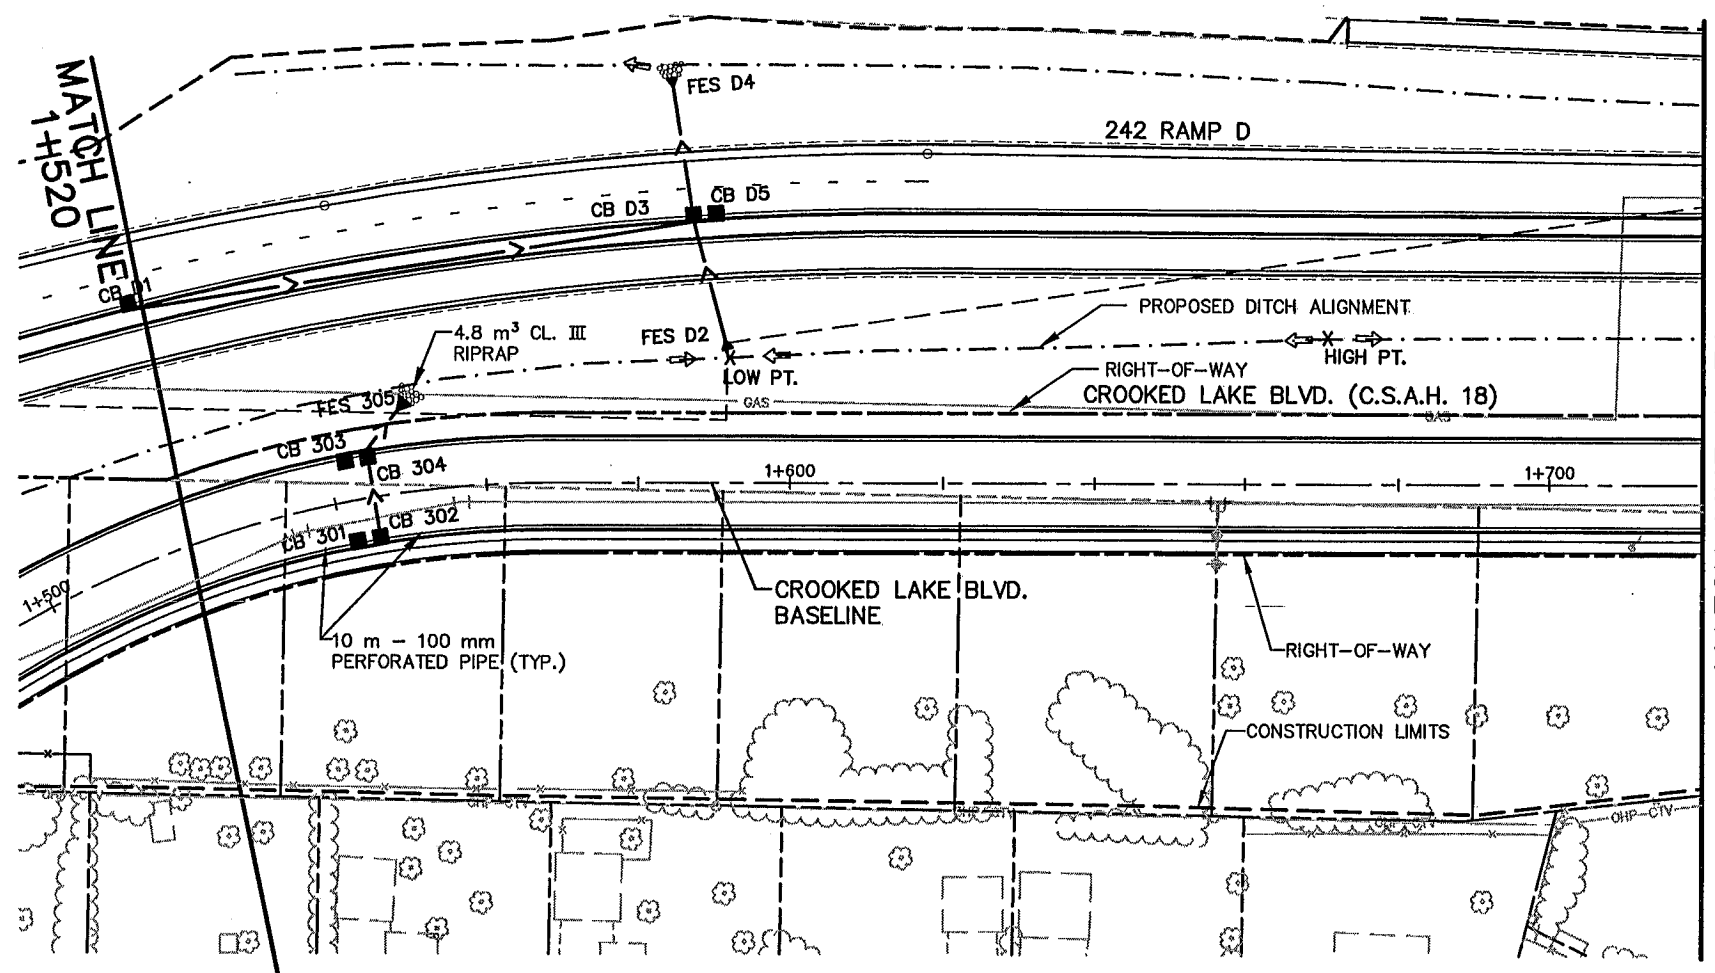 MATCH LINE
1+520
FES D4
242 RAMP D
CB D3
CB D5
CB D1
PROPOSED DITCH ALIGNMENT
4.8 m³ CL. III
RIPRAP
FES D2
LOW PT.
HIGH PT.
RIGHT-OF-WAY
CROOKED LAKE BLVD. (C.S.A.H. 18)
GAS
GAS
FES 305
CB 303
CB 304
1+600
1+700
CB 302
CB 301
1+500
CROOKED LAKE BLVD.
BASELINE
10 m - 100 mm
PERFORATED PIPE (TYP.)
RIGHT-OF-WAY
CONSTRUCTION LIMITS
OHP-CTV